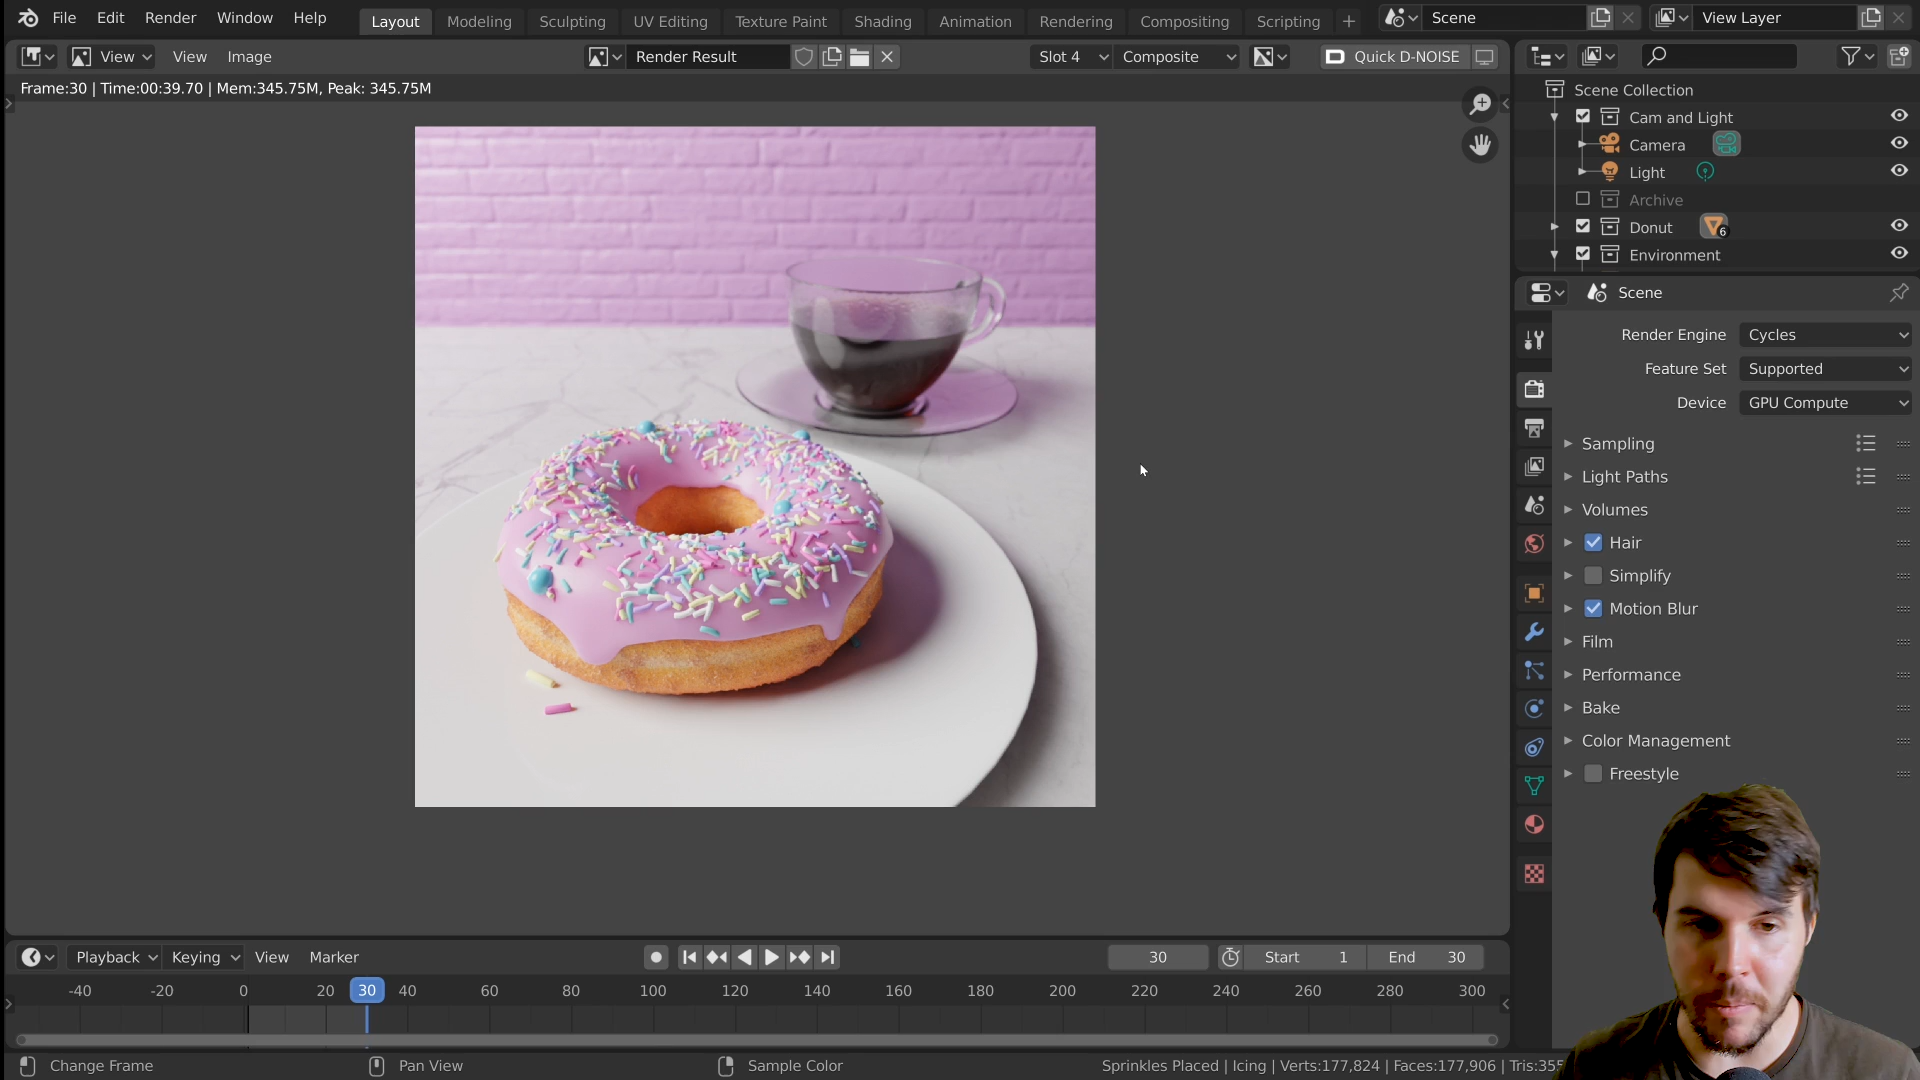 File Edit Render Window Help Layout Modeling Sculpting UV Editing Texture Paint Shading Animation Rendering Compositing Scripting + Scene View Layer
View View Image Render Result Slot 4 Composite Quick D-NOISE
Frame:30 | Time:00:39.70 | Mem:345.75M, Peak: 345.75M
Scene Collection
Cam and Light
Camera
Light
Archive
Donut 6
Environment
Scene
Render Engine Cycles
Feature Set Supported
Device GPU Compute
Sampling
Light Paths
Volumes
Hair
Simplify
Motion Blur
Film
Performance
Bake
Color Management
Freestyle
Playback Keying View Marker 30 Start 1 End 30
-40 -20 0 20 30 40 60 80 100 120 140 160 180 200 220 240 260 280 300
Change Frame Pan View Sample Color Sprinkles Placed | Icing | Verts:177,824 | Faces:177,906 | Tris:355